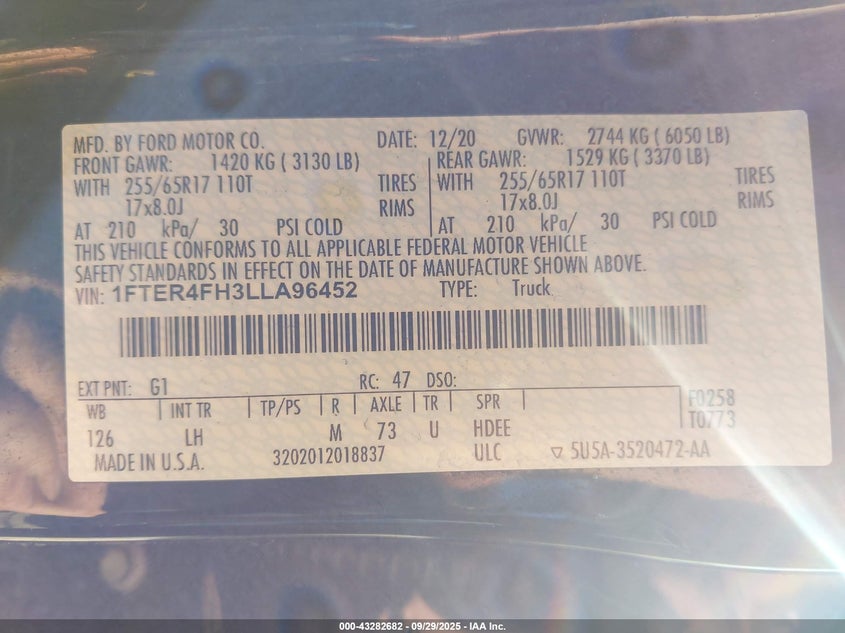 MFD. BY FORD MOTOR CO. DATE: 12/20 GVWR: 2744 KG ( 6050 LB)
FRONT GAWR: 1420 KG ( 3130 LB) REAR GAWR: 1529 KG ( 3370 LB)
WITH 255/65R17 110T TIRES WITH 255/65R17 110T TIRES
17x8.0J RIMS 17x8.0J RIMS
AT 210 kPa/ 30 PSI COLD AT 210 kPa/ 30 PSI COLD
THIS VEHICLE CONFORMS TO ALL APPLICABLE FEDERAL MOTOR VEHICLE
SAFETY STANDARDS IN EFFECT ON THE DATE OF MANUFACTURE SHOWN ABOVE.
VIN: 1FTER4FH3LLA96452 TYPE: Truck
EXT PNT: G1 RC: 47 DSO:
WB INT TR TP/PS R AXLE TR SPR F0258
126 LH M 73 U HDEE T0773
MADE IN U.S.A. 3202012018837 ULC ▽ 5U5A-3520472-AA
000-43282682 - 09/29/2025 - IAA Inc.